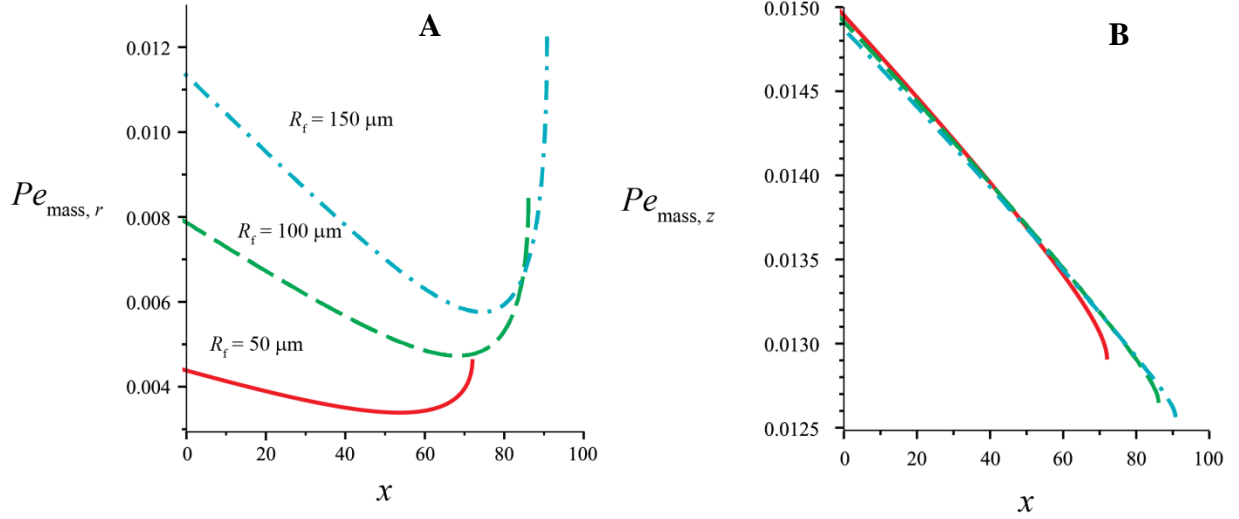 A
0.012
R_f = 150 μm
0.010
Pe_mass, r
0.008
R_f = 100 μm
0.006
R_f = 50 μm
0.004
0 20 40 60 80 100
x
0.0150
B
0.0145
0.0140
Pe_mass, z
0.0135
0.0130
0.0125
0 20 40 60 80 100
x